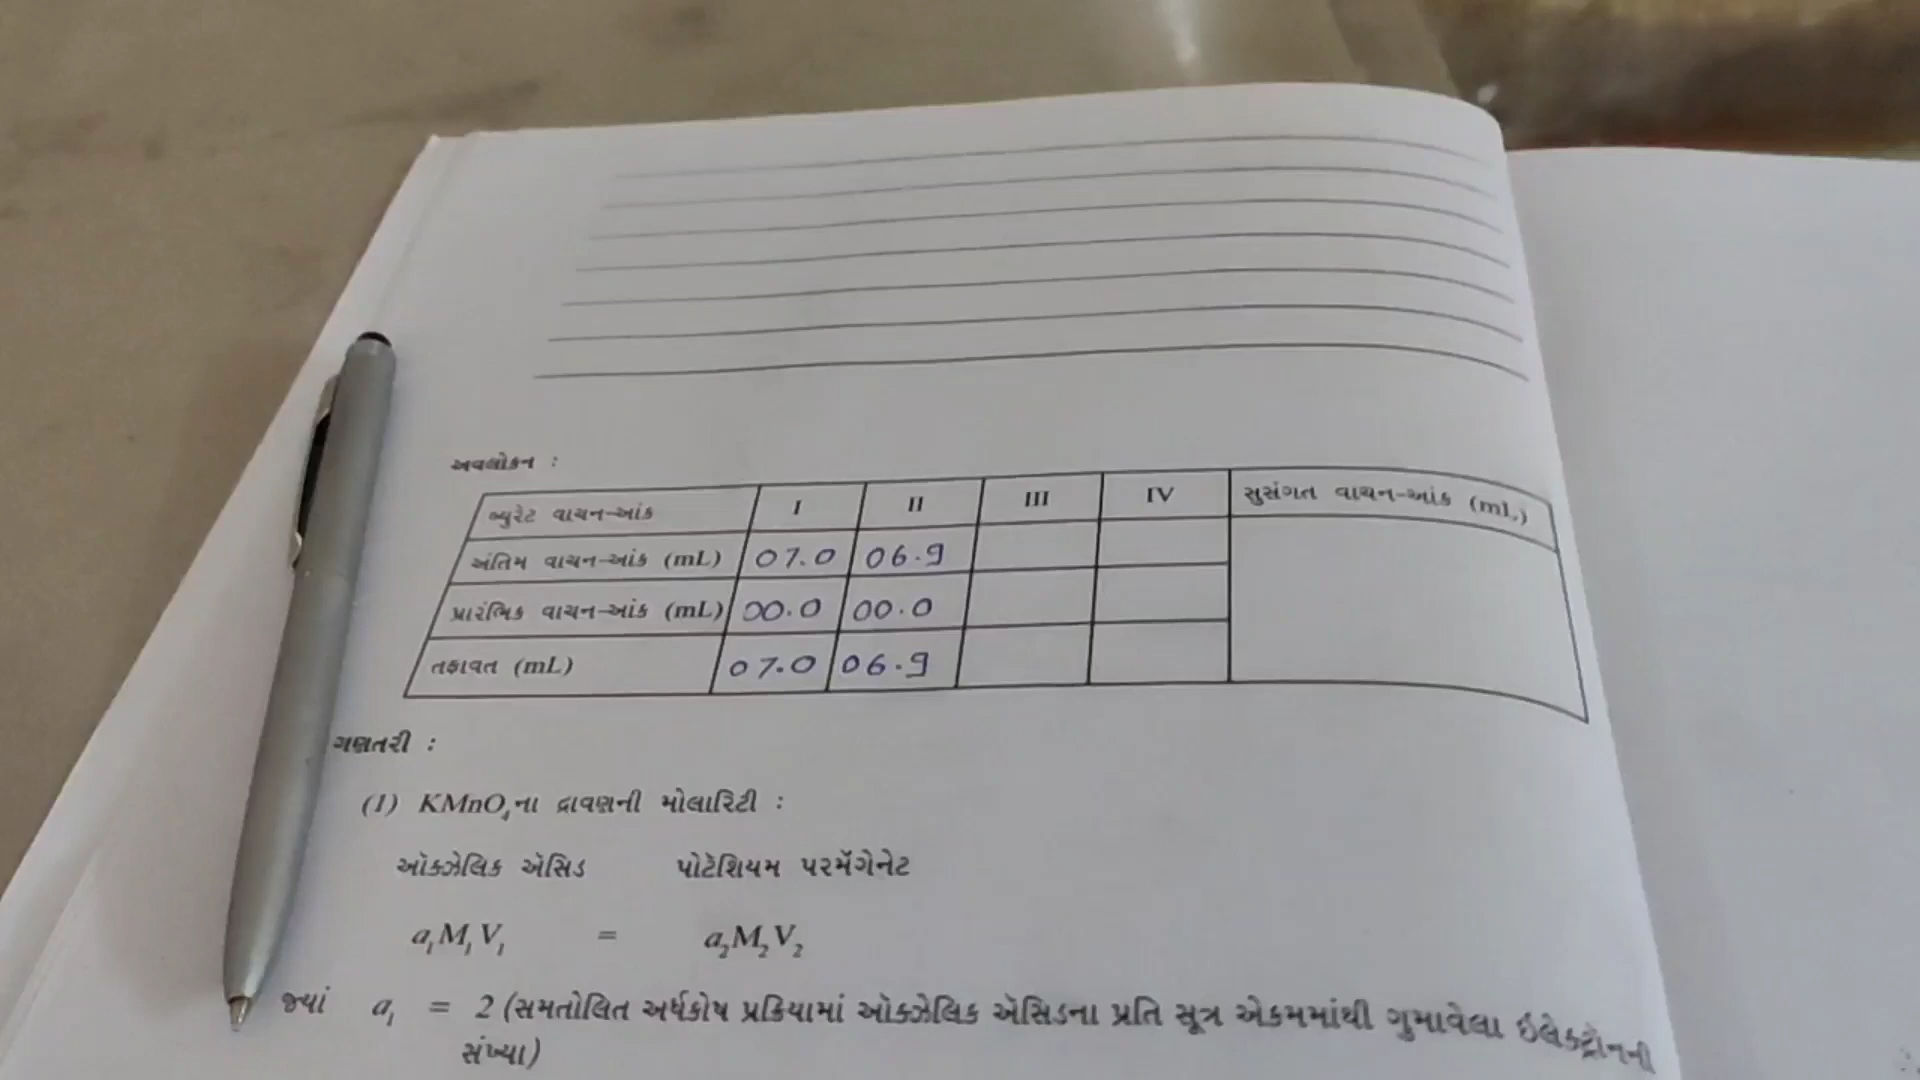 અવલોકન :
બ્યુરેટ વાચન-આંક I II III IV સુસંગત વાચન-આંક (mL)
અંતિમ વાચન-આંક (mL) 07.0 06.9
પ્રારંભિક વાચન-આંક (mL) 00.0 00.0
તફાવત (mL) 07.0 06.9
ગણતરી :
(1) KMnO₄ના દ્રાવણની મોલારિટી :
ઑક્ઝેલિક ઍસિડ પોટૅશિયમ પરમૅંગેનેટ
a₁M₁V₁ = a₂M₂V₂
જ્યાં a₁ = 2 (સમતોલિત અર્ધકોષ પ્રક્રિયામાં ઑક્ઝેલિક ઍસિડના પ્રતિ સૂત્ર એકમમાંથી ગુમાવેલા ઇલેક્ટ્રૉનની
સંખ્યા)